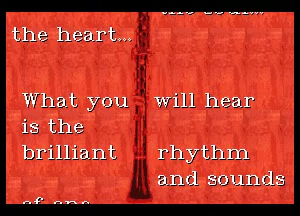 the heart...
What you will hear
is the
brilliant rhythm
and sounds